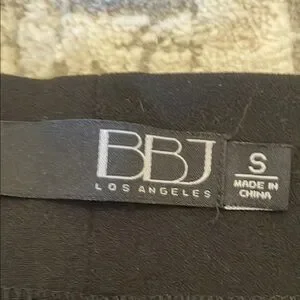 BBJ
LOS ANGELES
S
MADE IN
CHINA